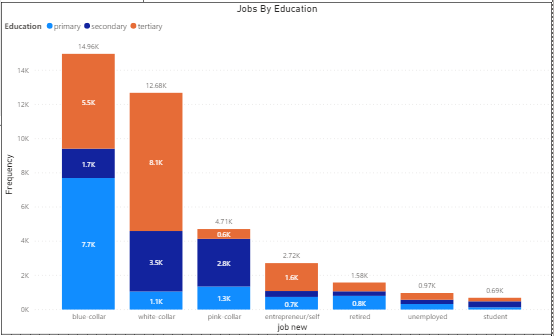 Jobs By Education
Education primary secondary tertiary
14.96K
12.68K
4.71K
2.72K
1.58K
0.97K
0.69K
14K
12K
10K
8K
6K
4K
2K
0K
Frequency
5.5K
1.7K
7.7K
8.1K
3.5K
1.1K
0.6K
2.8K
1.3K
1.6K
0.7K
0.8K
blue-collar white-collar pink-collar entrepreneur/self retired unemployed student
job new